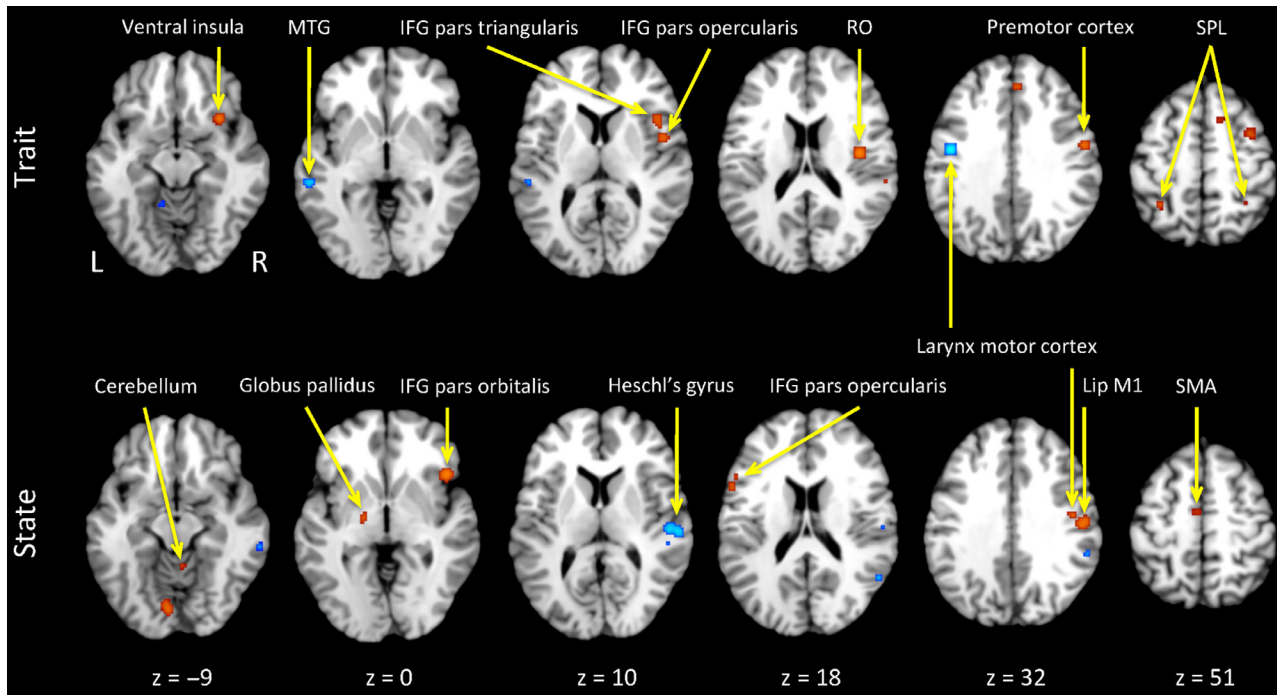 Ventral insula
MTG
IFG pars triangularis
IFG pars opercularis
RO
Premotor cortex
SPL
Trait
L
R
Larynx motor cortex
Cerebellum
Globus pallidus
IFG pars orbitalis
Heschl's gyrus
IFG pars opercularis
Lip M1
SMA
State
z = –9
z = 0
z = 10
z = 18
z = 32
z = 51